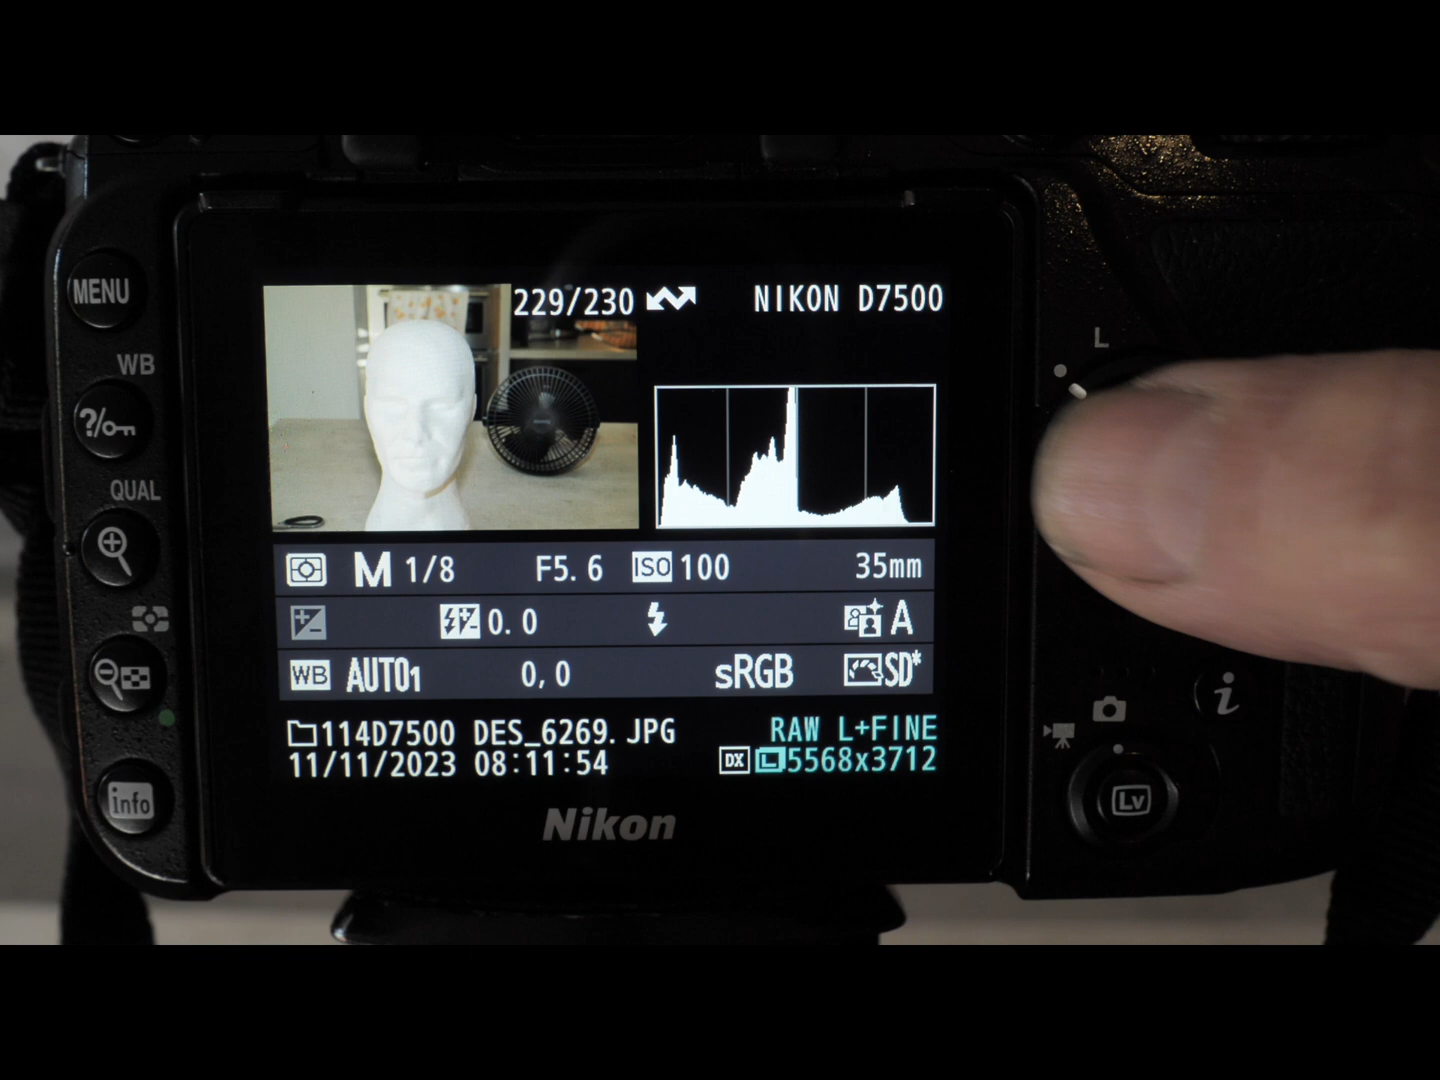 229/230 NIKON D7500
MENU
WB
?
QUAL
L
M 1/8 F5.6 ISO 100 35mm
0.0 A
WB AUTO1 0,0 sRGB SD*
114D7500 DES_6269.JPG RAW L+FINE
11/11/2023 08:11:54 DX 5568x3712
info
i
Lv
Nikon